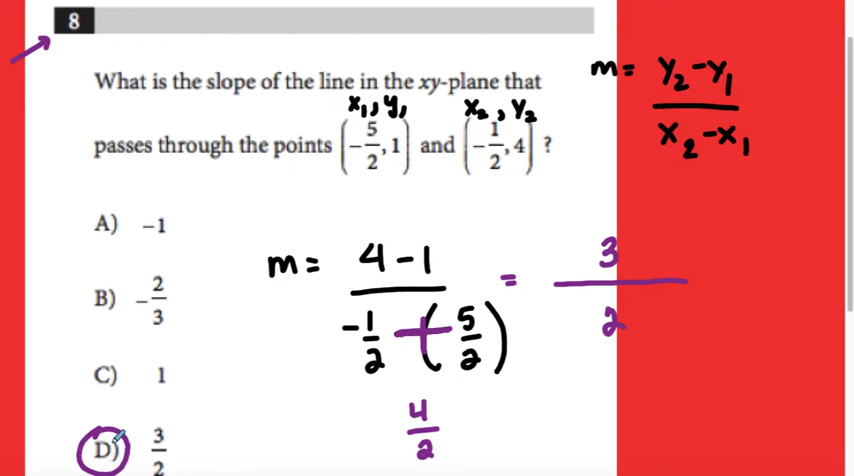 8
What is the slope of the line in the xy-plane that
x₁, y₁ x₂, y₂
passes through the points (-5/2, 1) and (-1/2, 4) ?
m = (y₂ - y₁)/(x₂ - x₁)
A) -1
B) -2/3
C) 1
D) 3/2
m = (4 - 1)/(-1/2 + (5/2)) = 3/2
4/2